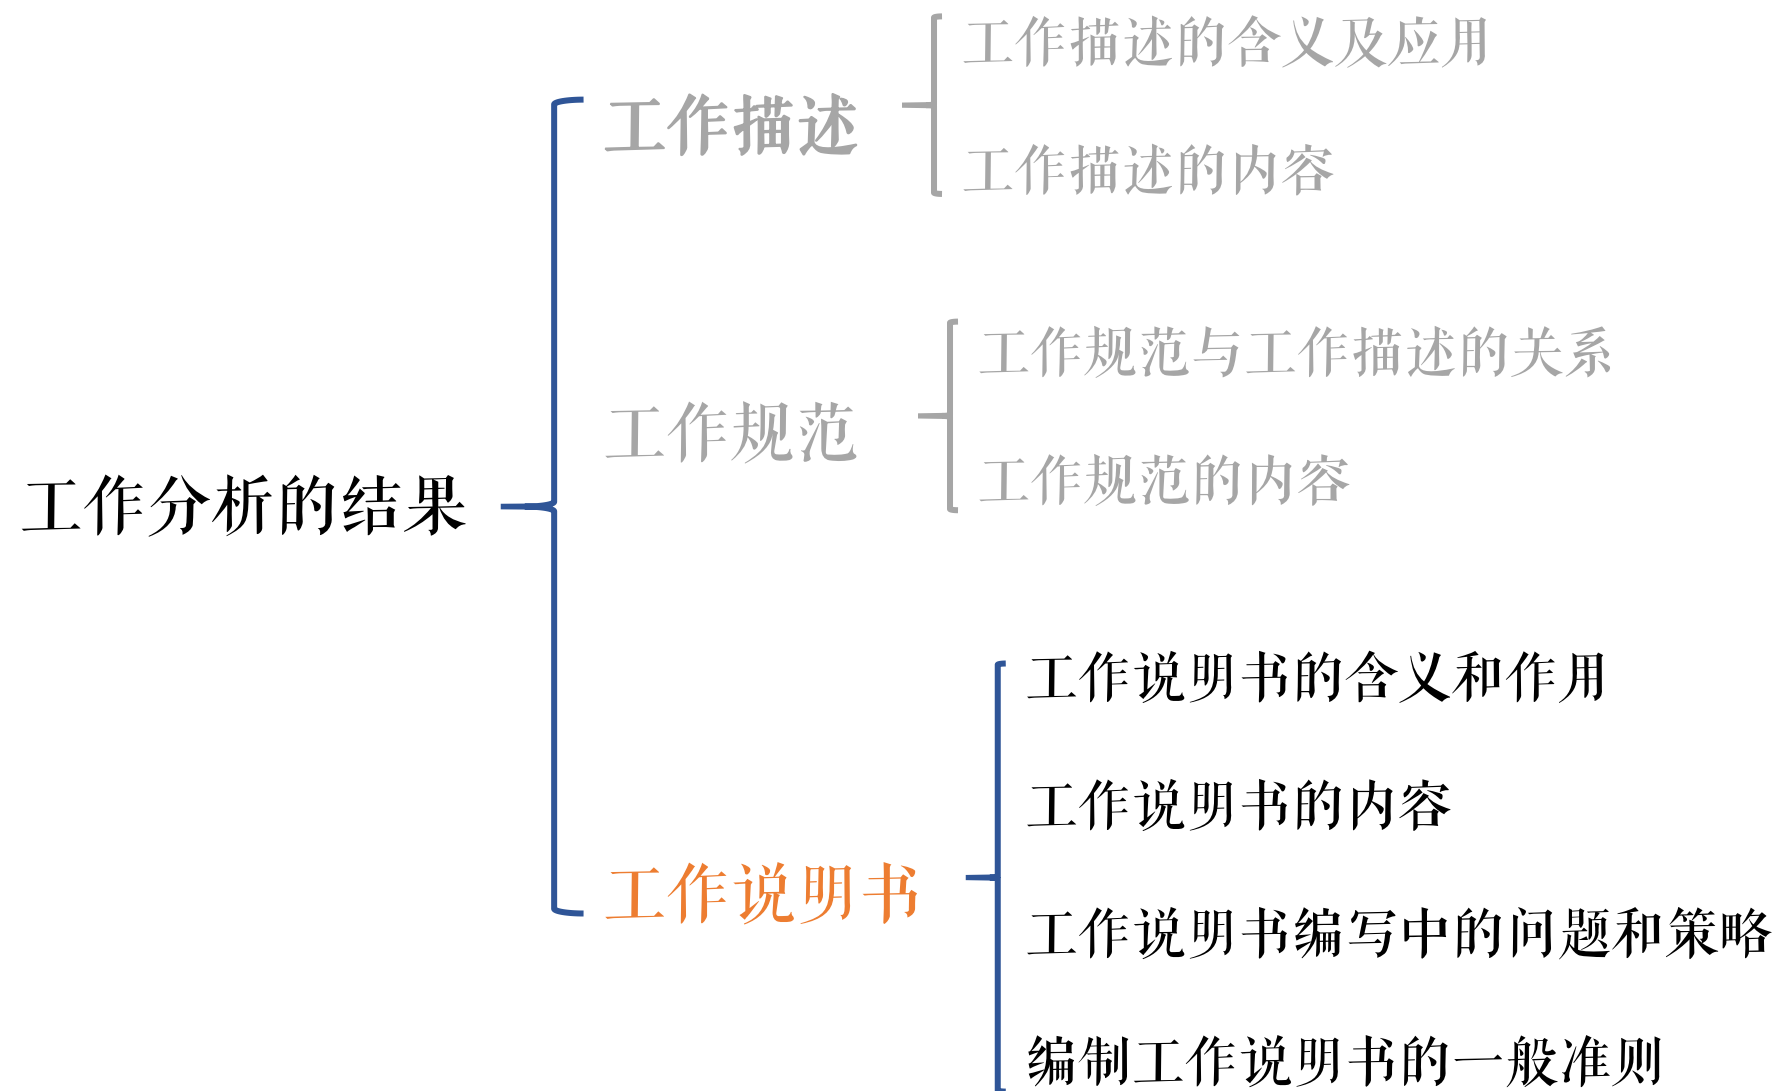 工作分析的结果
工作描述
工作描述的含义及应用
工作描述的内容
工作规范
工作规范与工作描述的关系
工作规范的内容
工作说明书
工作说明书的含义和作用
工作说明书的内容
工作说明书编写中的问题和策略
编制工作说明书的一般准则